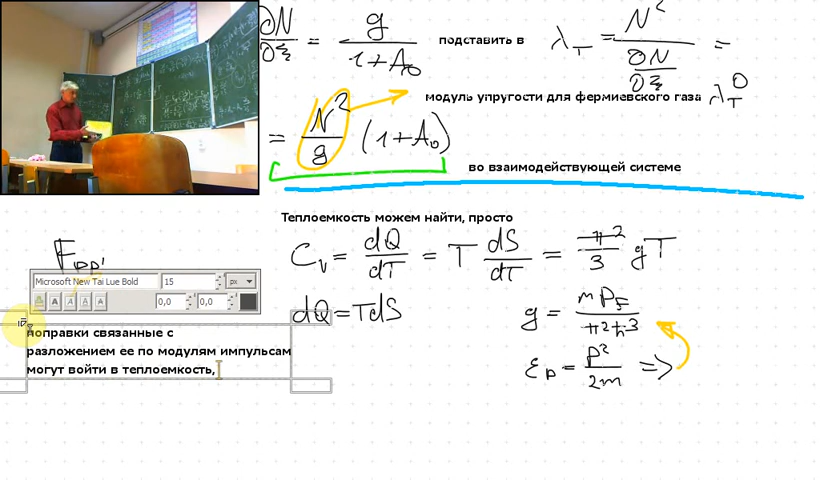 ∂N/∂ξ = g/(1+A₀) подставить в λ_T = N²/(∂N/∂ξ) =
модуль упругости для фермиевского газа λ_T⁰
= N²/g (1+A₀)
во взаимодействующей системе
Теплоемкость можем найти, просто
C_v = dQ/dT = T dS/dT = π²/3 gT
F_pp'
Microsoft New Tai Lue Bold 15 px
A A A A A 0,0 0,0
dQ = TdS
g = mP_F/π²ħ³
поправки связанные с
разложением ее по модулям импульсам
могут войти в теплоемкость,
ε_p = p²/2m =>